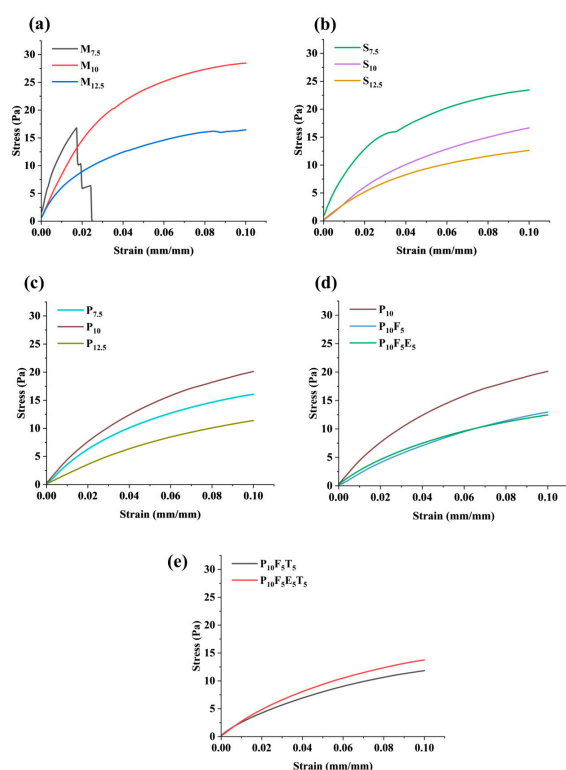 (a)
M7.5
M10
M12.5
Stress (Pa)
30
25
20
15
10
5
0
0.00 0.02 0.04 0.06 0.08 0.10
Strain (mm/mm)
(b)
S7.5
S10
S12.5
Stress (Pa)
30
25
20
15
10
5
0
0.00 0.02 0.04 0.06 0.08 0.10
Strain (mm/mm)
(c)
P7.5
P10
P12.5
Stress (Pa)
30
25
20
15
10
5
0
0.00 0.02 0.04 0.06 0.08 0.10
Strain (mm/mm)
(d)
P10
P10F5
P10F5E5
Stress (Pa)
30
25
20
15
10
5
0
0.00 0.02 0.04 0.06 0.08 0.10
Strain (mm/mm)
(e)
P10F5T5
P10F5E5T5
Stress (Pa)
30
25
20
15
10
5
0
0.00 0.02 0.04 0.06 0.08 0.10
Strain (mm/mm)